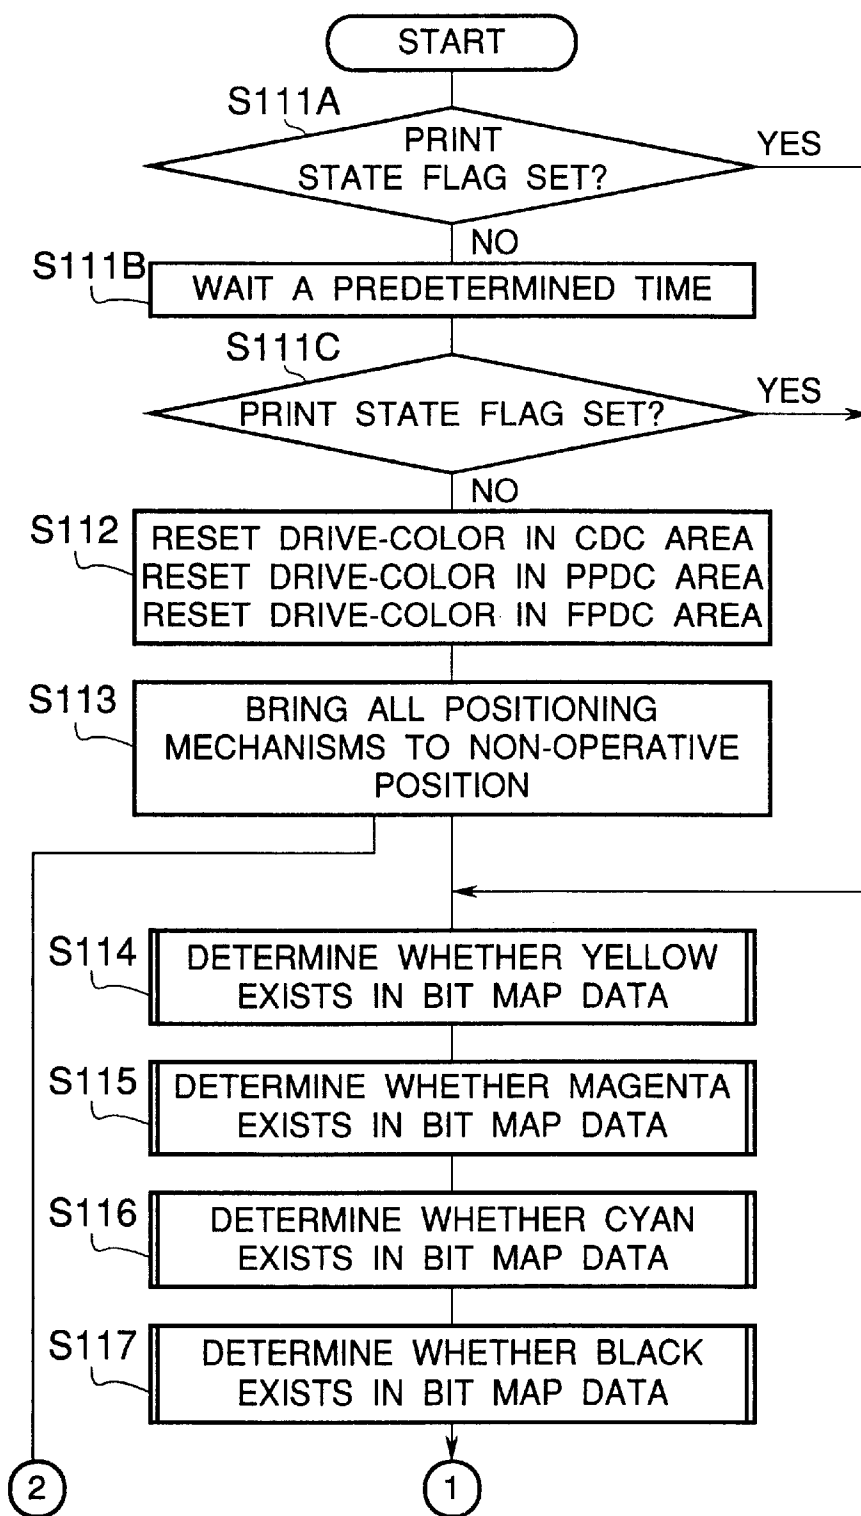 START
S111A
PRINT
STATE FLAG SET?
YES
NO
S111B
WAIT A PREDETERMINED TIME
S111C
PRINT STATE FLAG SET?
YES
NO
S112
RESET DRIVE-COLOR IN CDC AREA
RESET DRIVE-COLOR IN PPDC AREA
RESET DRIVE-COLOR IN FPDC AREA
S113
BRING ALL POSITIONING
MECHANISMS TO NON-OPERATIVE
POSITION
S114
DETERMINE WHETHER YELLOW
EXISTS IN BIT MAP DATA
S115
DETERMINE WHETHER MAGENTA
EXISTS IN BIT MAP DATA
S116
DETERMINE WHETHER CYAN
EXISTS IN BIT MAP DATA
S117
DETERMINE WHETHER BLACK
EXISTS IN BIT MAP DATA
2
1